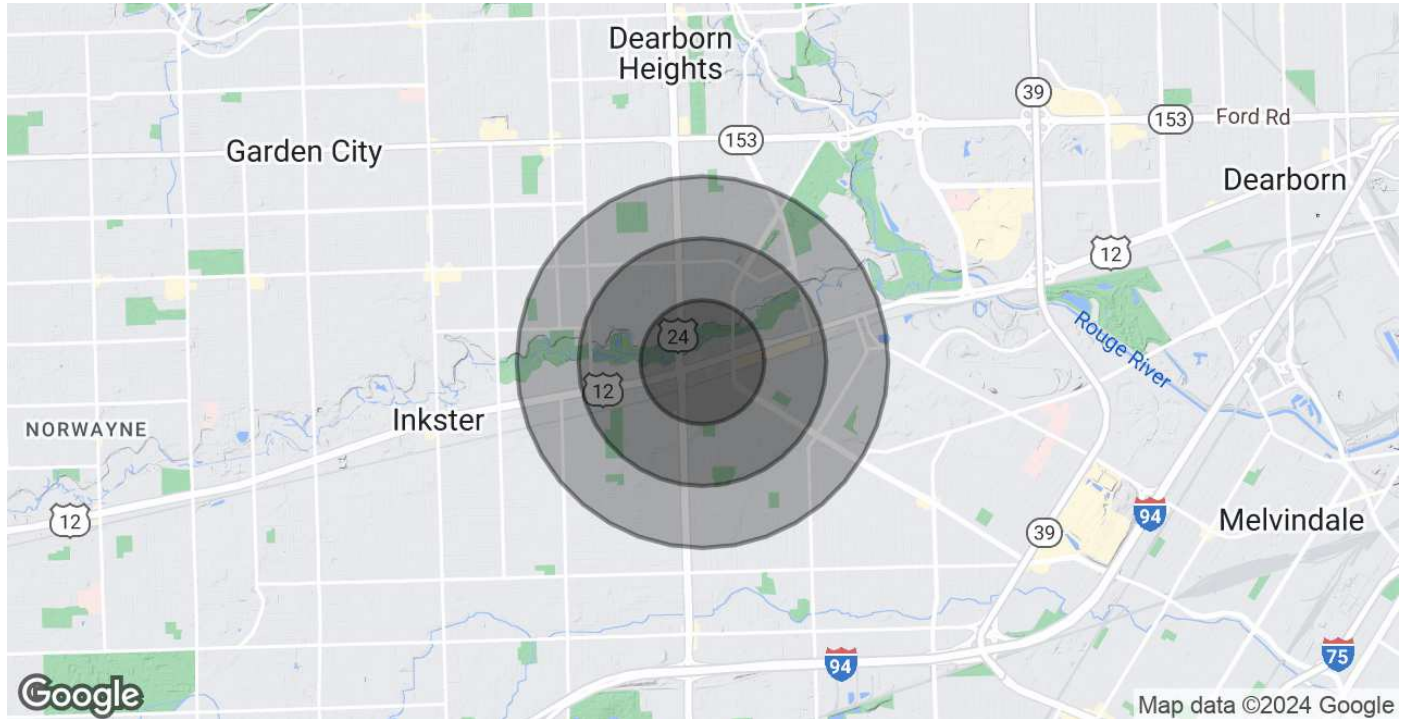 Dearborn
Heights
39
153
Ford Rd
153
Garden City
Dearborn
12
24
Rouge River
12
Inkster
NORWAYNE
12
94
Melvindale
39
94
75
Google
Map data ©2024 Google